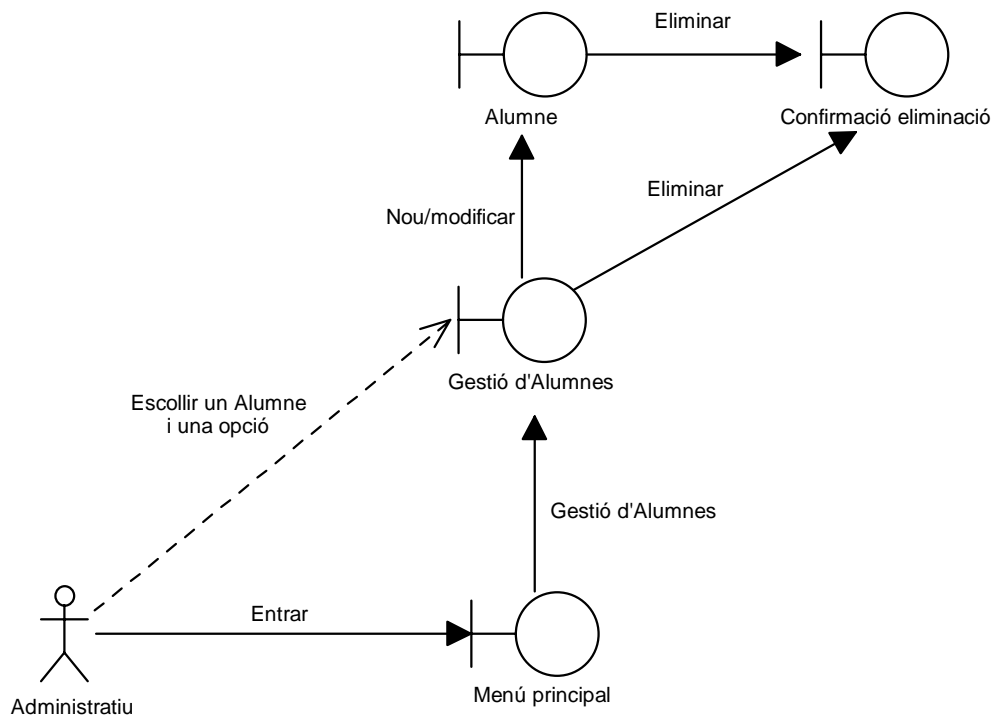 Eliminar
Alumne
Confirmació eliminació
Eliminar
Nou/modificar
Gestió d'Alumnes
Escollir un Alumne
i una opció
Gestió d'Alumnes
Entrar
Menú principal
Administratiu